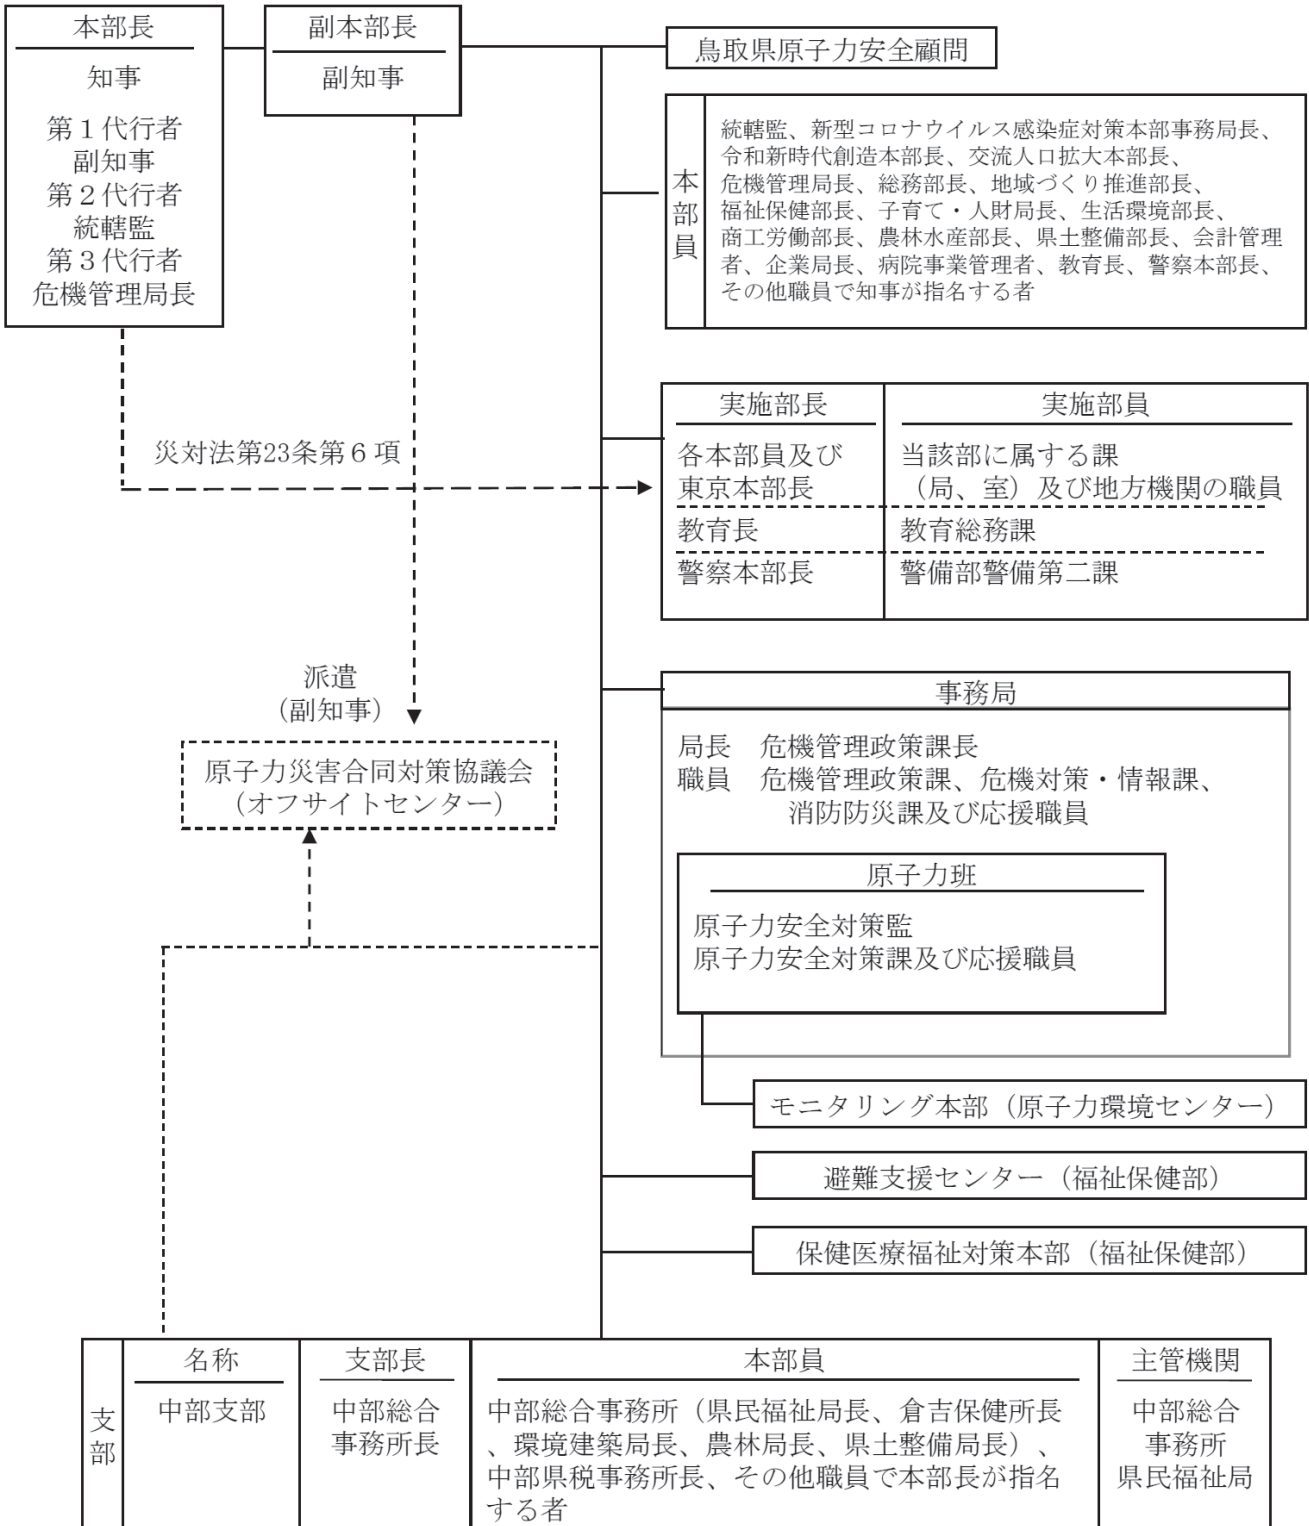 本部長
知事
第１代行者
副知事
第２代行者
統轄監
第３代行者
危機管理局長
副本部長
副知事
鳥取県原子力安全顧問
本部員
統轄監、新型コロナウイルス感染症対策本部事務局長、
令和新時代創造本部長、交流人口拡大本部長、
危機管理局長、総務部長、地域づくり推進部長、
福祉保健部長、子育て・人財局長、生活環境部長、
商工労働部長、農林水産部長、県土整備部長、会計管理
者、企業局長、病院事業管理者、教育長、警察本部長、
その他職員で知事が指名する者
災対法第23条第６項
実施部長
実施部員
各本部員及び
東京本部長
当該部に属する課
（局、室）及び地方機関の職員
教育長
教育総務課
警察本部長
警備部警備第二課
派遣
（副知事）
原子力災害合同対策協議会
（オフサイトセンター）
事務局
局長　危機管理政策課長
職員　危機管理政策課、危機対策・情報課、
消防防災課及び応援職員
原子力班
原子力安全対策監
原子力安全対策課及び応援職員
モニタリング本部（原子力環境センター）
避難支援センター（福祉保健部）
保健医療福祉対策本部（福祉保健部）
支部
名称
中部支部
支部長
中部総合
事務所長
本部員
中部総合事務所（県民福祉局長、倉吉保健所長
、環境建築局長、農林局長、県土整備局長）、
中部県税事務所長、その他職員で本部長が指名
する者
主管機関
中部総合
事務所
県民福祉局